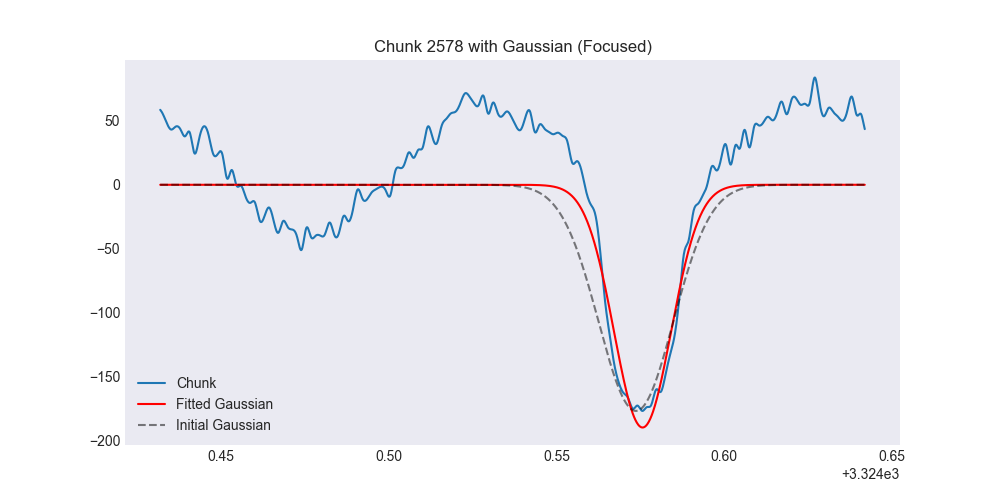 Chunk 2578 with Gaussian (Focused)
50
0
−50
−100
−150
−200
Chunk
Fitted Gaussian
Initial Gaussian
0.45 0.50 0.55 0.60 0.65
+3.324e3